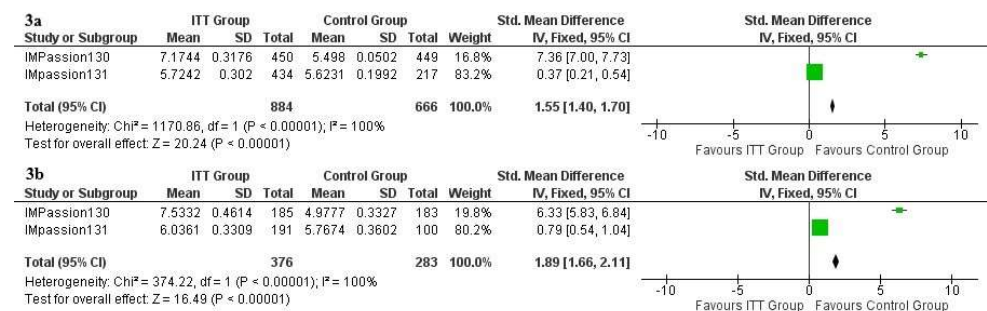 3a
ITT Group Control Group Std. Mean Difference Std. Mean Difference
Study or Subgroup Mean SD Total Mean SD Total Weight IV, Fixed, 95% CI IV, Fixed, 95% CI
IMPassion130 7.1744 0.3176 450 5.498 0.0502 449 16.8% 7.36 [7.00, 7.73]
IMpassion131 5.7242 0.302 434 5.6231 0.1992 217 83.2% 0.37 [0.21, 0.54]
Total (95% CI) 884 666 100.0% 1.55 [1.40, 1.70]
Heterogeneity: Chi² = 1170.86, df = 1 (P < 0.00001); I² = 100%
Test for overall effect: Z = 20.24 (P < 0.00001)
-10 -5 0 5 10
Favours ITT Group Favours Control Group
3b
ITT Group Control Group Std. Mean Difference Std. Mean Difference
Study or Subgroup Mean SD Total Mean SD Total Weight IV, Fixed, 95% CI IV, Fixed, 95% CI
IMPassion130 7.5332 0.4614 185 4.9777 0.3327 183 19.8% 6.33 [5.83, 6.84]
IMpassion131 6.0361 0.3309 191 5.7674 0.3602 100 80.2% 0.79 [0.54, 1.04]
Total (95% CI) 376 283 100.0% 1.89 [1.66, 2.11]
Heterogeneity: Chi² = 374.22, df = 1 (P < 0.00001); I² = 100%
Test for overall effect: Z = 16.49 (P < 0.00001)
-10 -5 0 5 10
Favours ITT Group Favours Control Group